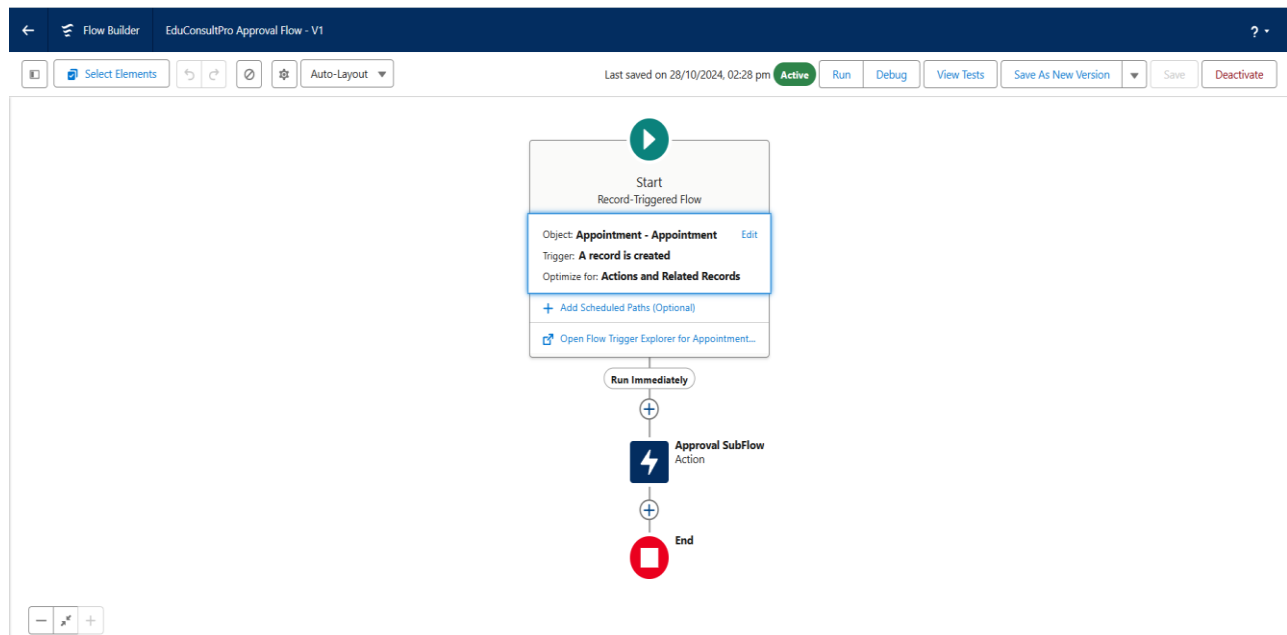 Flow Builder EduConsultPro Approval Flow - V1 ?
Select Elements Auto-Layout Last saved on 28/10/2024, 02:28 pm Active Run Debug View Tests Save As New Version Save Deactivate
Start
Record-Triggered Flow
Object: Appointment - Appointment Edit
Trigger: A record is created
Optimize for: Actions and Related Records
+ Add Scheduled Paths (Optional)
Open Flow Trigger Explorer for Appointment...
Run Immediately
Approval SubFlow
Action
End